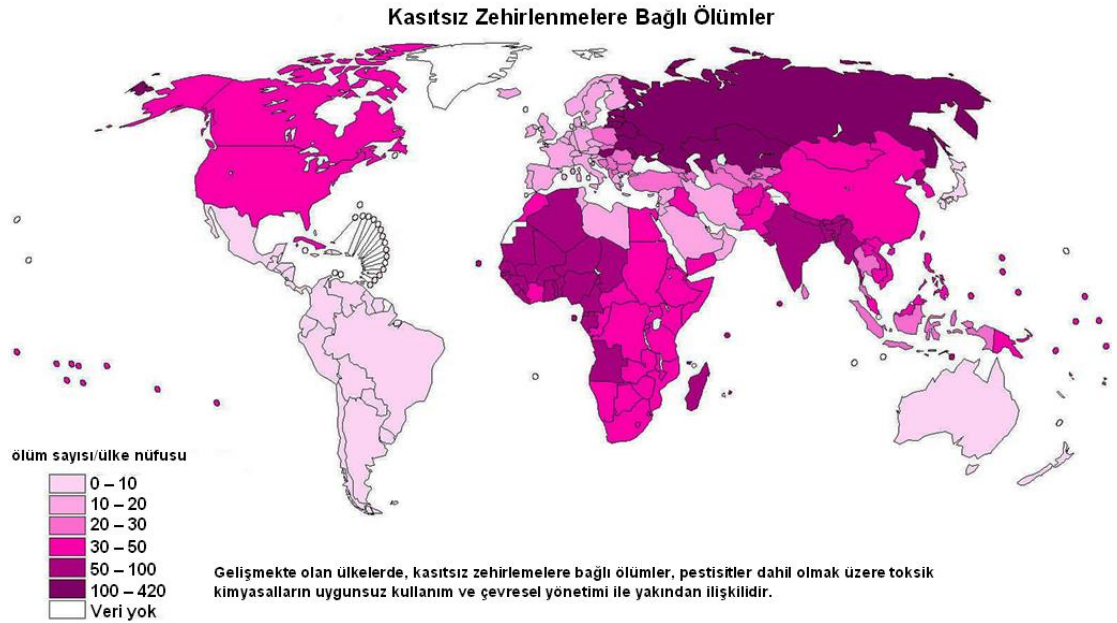 Kasıtsız Zehirlenmelere Bağlı Ölümler
ölüm sayısı/ülke nüfusu
0 – 10
10 – 20
20 – 30
30 – 50
50 – 100
100 – 420
Veri yok
Gelişmekte olan ülkelerde, kasıtsız zehirlemelere bağlı ölümler, pestisitler dahil olmak üzere toksik
kimyasalların uygunsuz kullanım ve çevresel yönetimi ile yakından ilişkilidir.